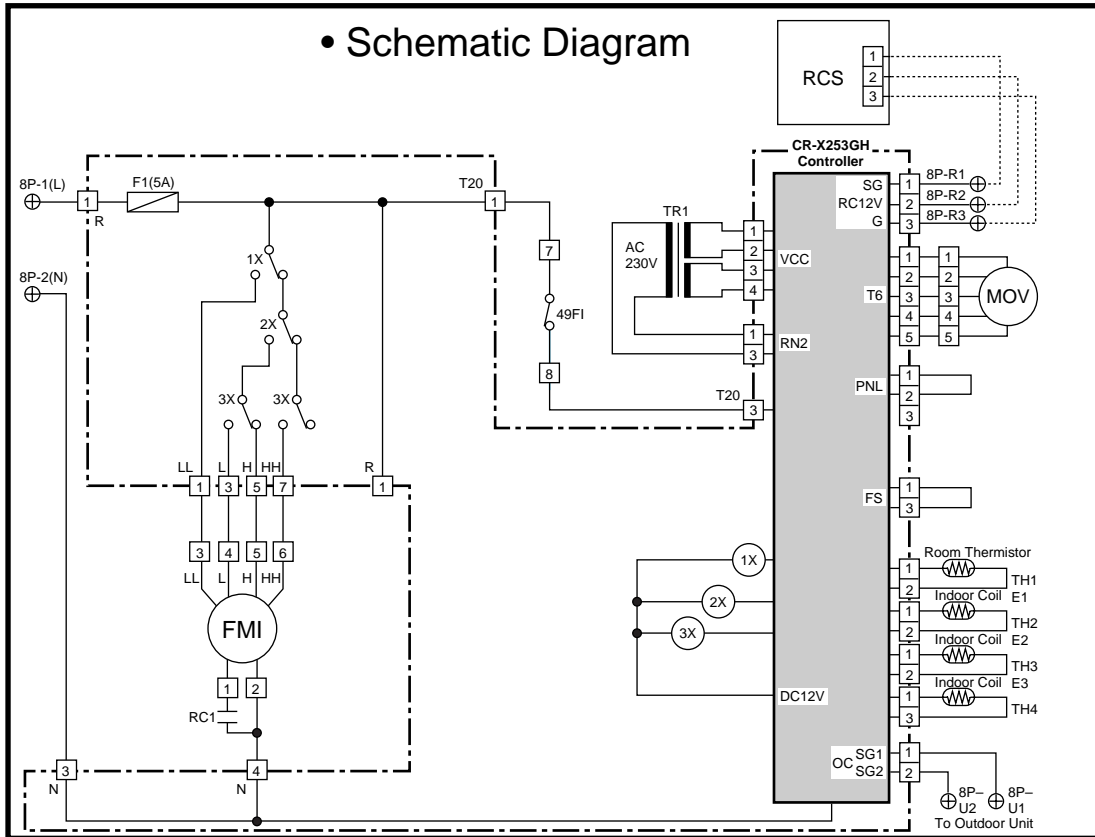 • Schematic Diagram
RCS
1
2
3
CR-X253GH
Controller
8P-1(L)
1
R
F1(5A)
T20
1
SG
RC12V
G
1
2
3
8P-R1
8P-R2
8P-R3
8P-2(N)
1X
2X
3X
3X
7
49FI
8
AC
230V
TR1
1
2
3
4
VCC
1
3
RN2
T20
3
T6
1
2
3
4
5
1
2
3
4
5
MOV
PNL
1
2
3
FS
1
3
LL
L
H
HH
R
1
3
5
7
1
3
4
5
6
LL
L
H
HH
FMI
1
2
RC1
3
N
4
N
1X
2X
3X
DC12V
Room Thermistor
1
2
TH1
Indoor Coil E1
1
2
TH2
Indoor Coil E2
1
2
TH3
Indoor Coil E3
1
3
TH4
OC
SG1
SG2
1
2
8P–
U2
8P–
U1
To Outdoor Unit